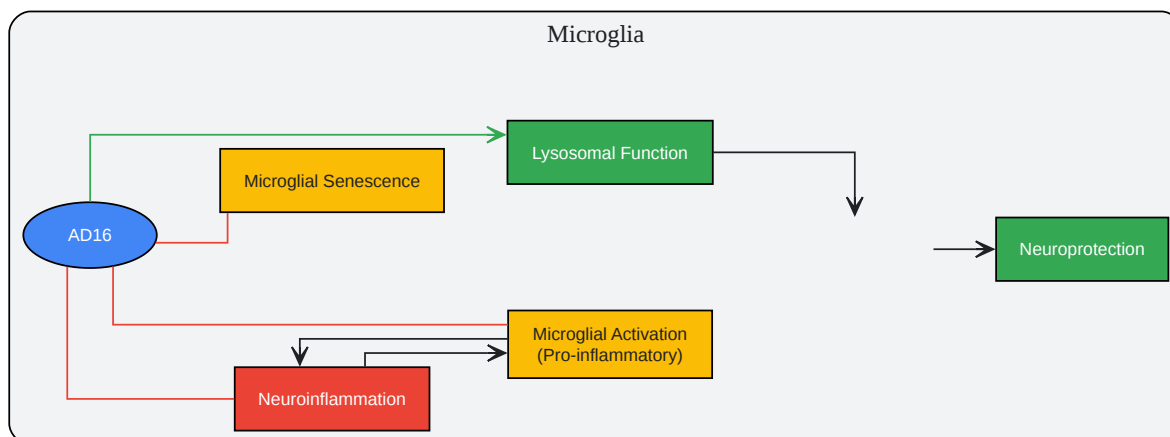 Microglia
Lysosomal Function
Microglial Senescence
AD16
Neuroprotection
Microglial Activation
(Pro-inflammatory)
Neuroinflammation